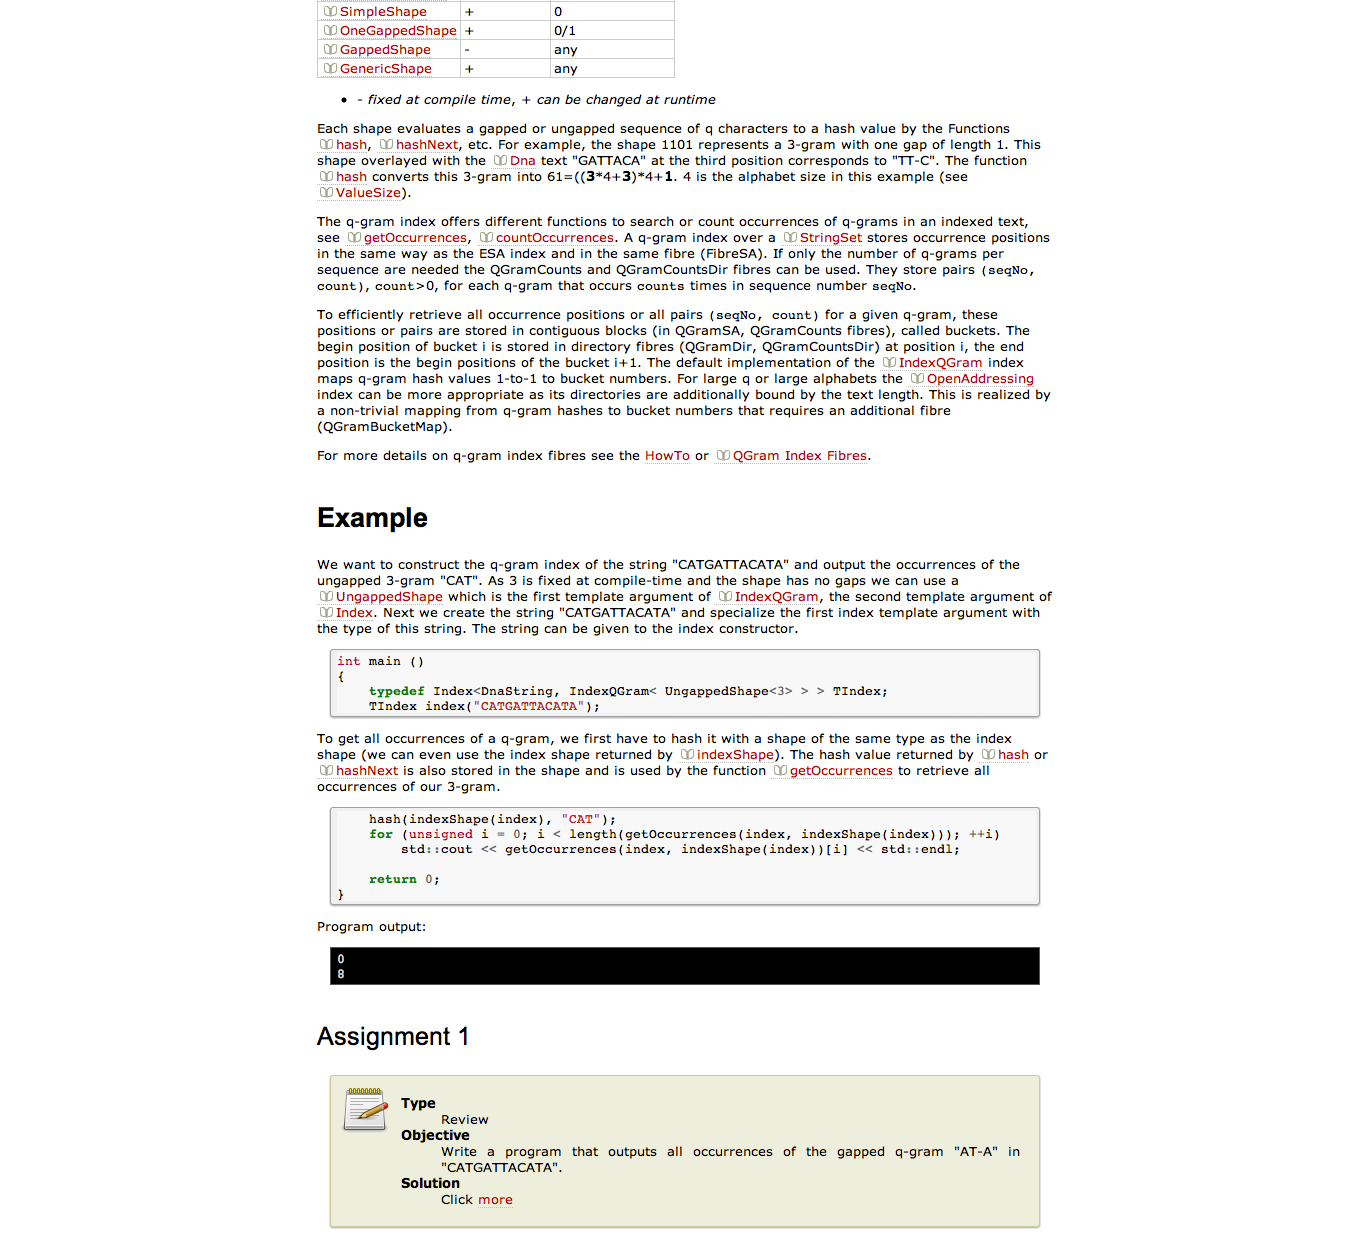 SimpleShape + 0
OneGappedShape + 0/1
GappedShape - any
GenericShape + any
• - fixed at compile time, + can be changed at runtime
Each shape evaluates a gapped or ungapped sequence of q characters to a hash value by the Functions
hash, hashNext, etc. For example, the shape 1101 represents a 3-gram with one gap of length 1. This
shape overlayed with the Dna text "GATTACA" at the third position corresponds to "TT-C". The function
hash converts this 3-gram into 61=((3*4+3)*4+1. 4 is the alphabet size in this example (see
ValueSize).
The q-gram index offers different functions to search or count occurrences of q-grams in an indexed text,
see getOccurrences, countOccurrences. A q-gram index over a StringSet stores occurrence positions
in the same way as the ESA index and in the same fibre (FibreSA). If only the number of q-grams per
sequence are needed the QGramCounts and QGramCountsDir fibres can be used. They store pairs (seqNo,
count), count>0, for each q-gram that occurs counts times in sequence number seqNo.
To efficiently retrieve all occurrence positions or all pairs (seqNo, count) for a given q-gram, these
positions or pairs are stored in contiguous blocks (in QGramSA, QGramCounts fibres), called buckets. The
begin position of bucket i is stored in directory fibres (QGramDir, QGramCountsDir) at position i, the end
position is the begin positions of the bucket i+1. The default implementation of the IndexQGram index
maps q-gram hash values 1-to-1 to bucket numbers. For large q or large alphabets the OpenAddressing
index can be more appropriate as its directories are additionally bound by the text length. This is realized by
a non-trivial mapping from q-gram hashes to bucket numbers that requires an additional fibre
(QGramBucketMap).
For more details on q-gram index fibres see the HowTo or QGram Index Fibres.
Example
We want to construct the q-gram index of the string "CATGATTACATA" and output the occurrences of the
ungapped 3-gram "CAT". As 3 is fixed at compile-time and the shape has no gaps we can use a
UngappedShape which is the first template argument of IndexQGram, the second template argument of
Index. Next we create the string "CATGATTACATA" and specialize the first index template argument with
the type of this string. The string can be given to the index constructor.
int main ()
{
typedef Index<DnaString, IndexQGram< UngappedShape<3> > > TIndex;
TIndex index("CATGATTACATA");
To get all occurrences of a q-gram, we first have to hash it with a shape of the same type as the index
shape (we can even use the index shape returned by indexShape). The hash value returned by hash or
hashNext is also stored in the shape and is used by the function getOccurrences to retrieve all
occurrences of our 3-gram.
hash(indexShape(index), "CAT");
for (unsigned i = 0; i < length(getOccurrences(index, indexShape(index))); ++i)
std::cout << getOccurrences(index, indexShape(index))[i] << std::endl;
return 0;
}
Program output:
0
8
Assignment 1
Type
Review
Objective
Write a program that outputs all occurrences of the gapped q-gram "AT-A" in
"CATGATTACATA".
Solution
Click more